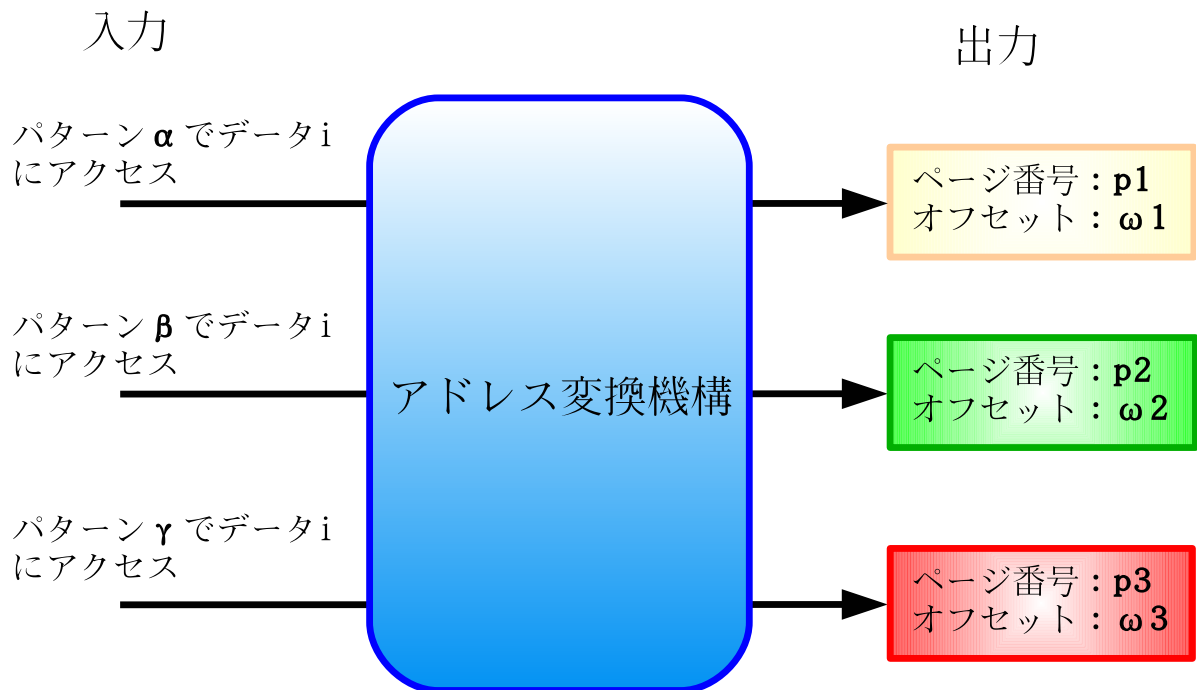 入力
出力
パターン α でデータi
にアクセス
ページ番号：p1
オフセット： ω1
パターン β でデータi
にアクセス
アドレス変換機構
ページ番号：p2
オフセット： ω2
パターン γ でデータi
にアクセス
ページ番号：p3
オフセット： ω3